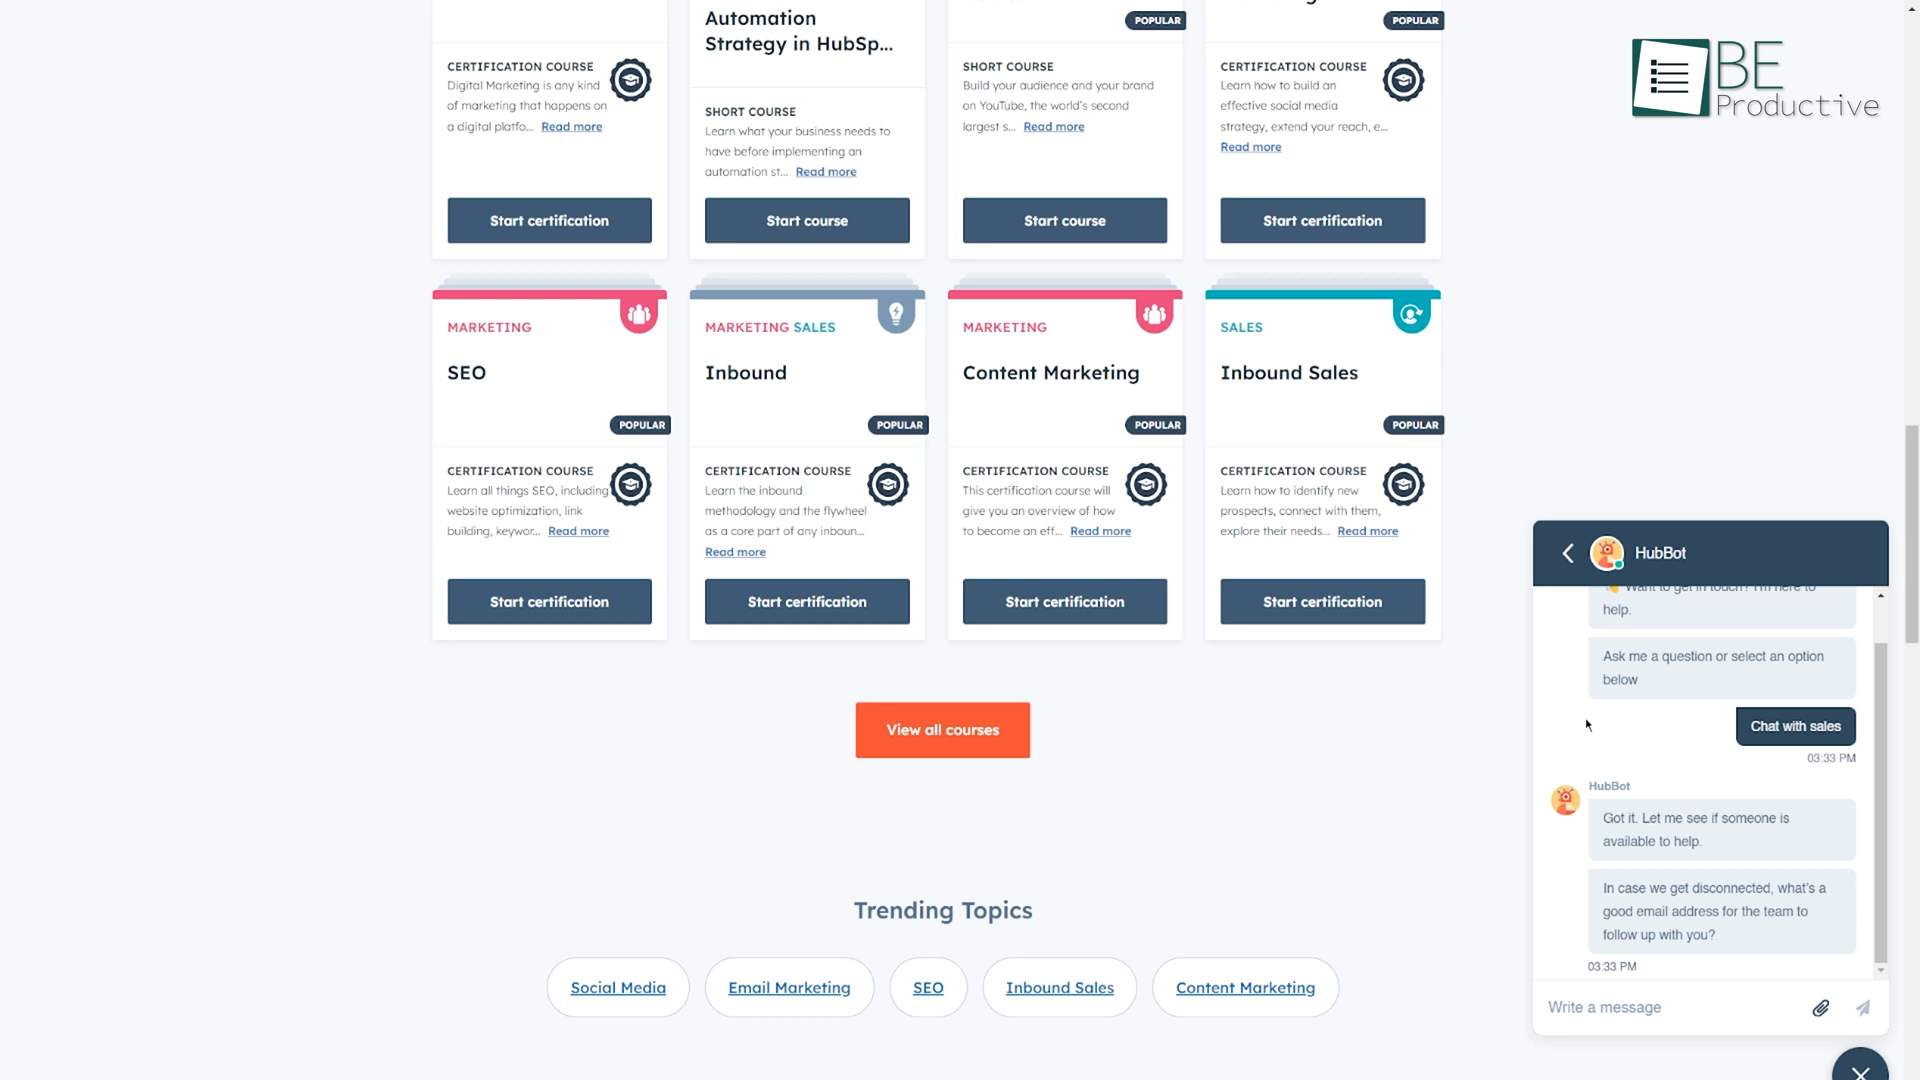 Automation
Strategy in HubSp...
POPULAR
POPULAR
CERTIFICATION COURSE
Digital Marketing is any kind
of marketing that happens on
a digital platfo... Read more
Start certification
SHORT COURSE
Learn what your business needs to
have before implementing an
automation st... Read more
Start course
SHORT COURSE
Build your audience and your brand
on YouTube, the world's second
largest s... Read more
Start course
CERTIFICATION COURSE
Learn how to build an
effective social media
strategy, extend your reach, e...
Read more
Start certification
BE
Productive
MARKETING
SEO
POPULAR
CERTIFICATION COURSE
Learn all things SEO, including
website optimization, link
building, keywor... Read more
Start certification
MARKETING SALES
Inbound
POPULAR
CERTIFICATION COURSE
Learn the inbound
methodology and the flywheel
as a core part of any inboun...
Read more
Start certification
MARKETING
Content Marketing
POPULAR
CERTIFICATION COURSE
This certification course will
give you an overview of how
to become an eff... Read more
Start certification
SALES
Inbound Sales
POPULAR
CERTIFICATION COURSE
Learn how to identify new
prospects, connect with them,
explore their needs... Read more
Start certification
View all courses
Trending Topics
Social Media
Email Marketing
SEO
Inbound Sales
Content Marketing
HubBot
Want to get in touch? I'm here to
help.
Ask me a question or select an option
below
Chat with sales
03:33 PM
HubBot
Got it. Let me see if someone is
available to help.
In case we get disconnected, what's a
good email address for the team to
follow up with you?
03:33 PM
Write a message